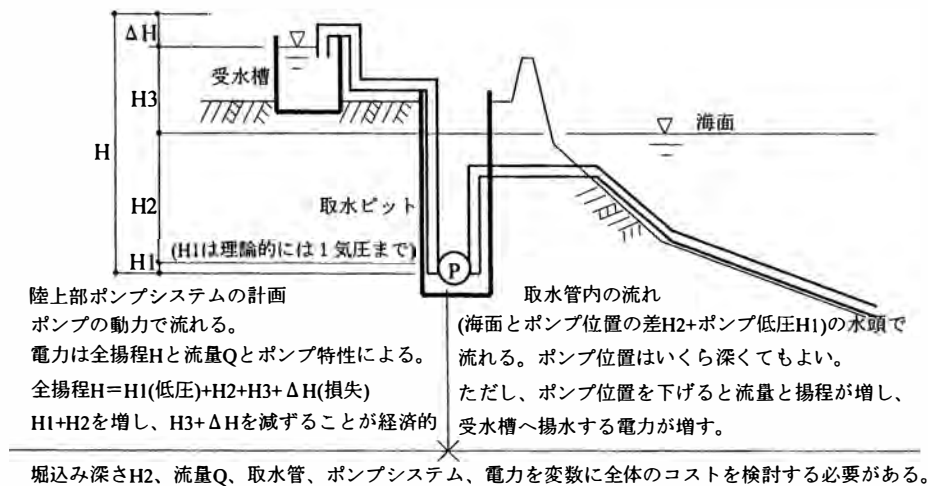 ΔH
受水槽
H3
海面
H
H2
取水ピット
H1
(H1は理論的には1気圧まで)
P
陸上部ポンプシステムの計画
ポンプの動力で流れる。
電力は全揚程Hと流量Qとポンプ特性による。
全揚程H=H1(低圧)+H2+H3+ΔH(損失)
H1+H2を増し、H3+ΔHを減ずることが経済的
取水管内の流れ
(海面とポンプ位置の差H2+ポンプ低圧H1)の水頭で
流れる。ポンプ位置はいくら深くてもよい。
ただし、ポンプ位置を下げると流量と揚程が増し、
受水槽へ揚水する電力が増す。
堀込み深さH2、流量Q、取水管、ポンプシステム、電力を変数に全体のコストを検討する必要がある。